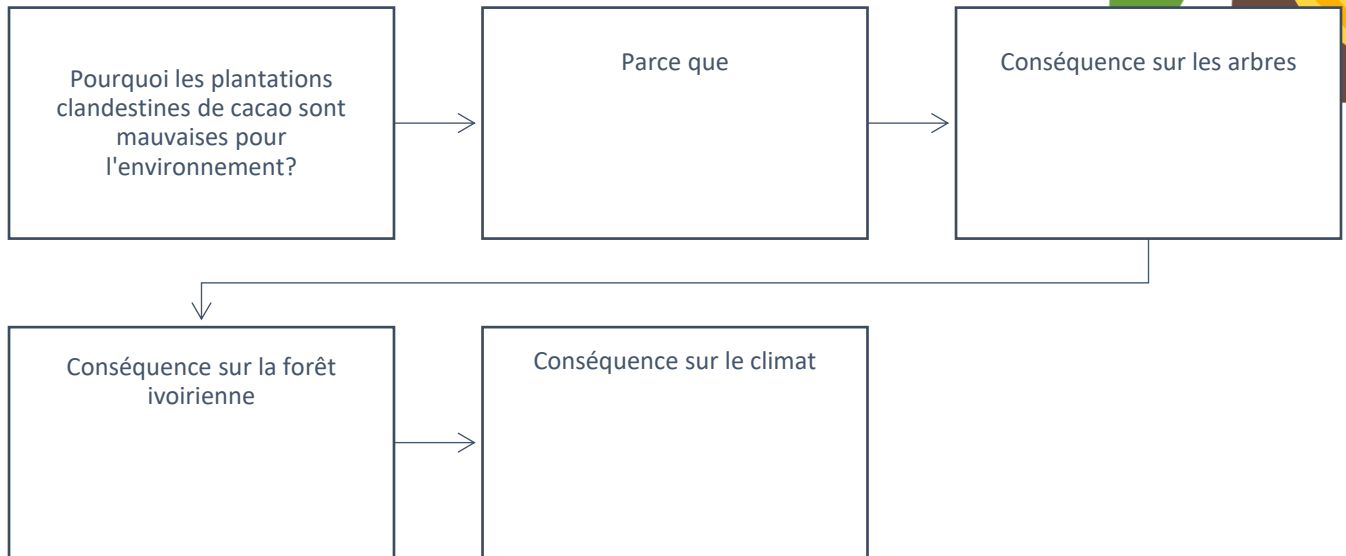 Pourquoi les plantations
clandestines de cacao sont
mauvaises pour
l'environnement?
Parce que
Conséquence sur les arbres
Conséquence sur la forêt
ivoirienne
Conséquence sur le climat